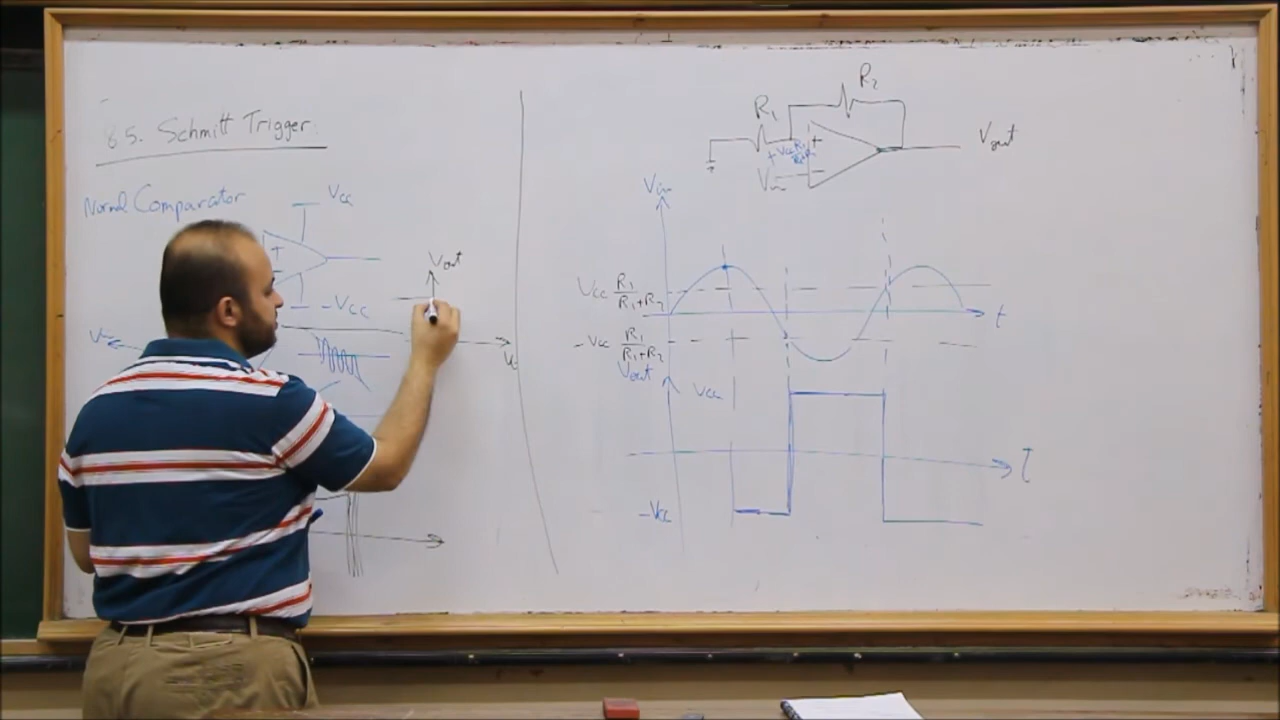 8.5. Schmitt Trigger:
Normal Comparator
Vcc
+
-
-Vcc
Vout
R2
R1
+
-
Vin
Vout
Vin
Vcc R1/R1+R2
t
-Vcc R1/R1+R2
Vout
Vcc
-Vcc